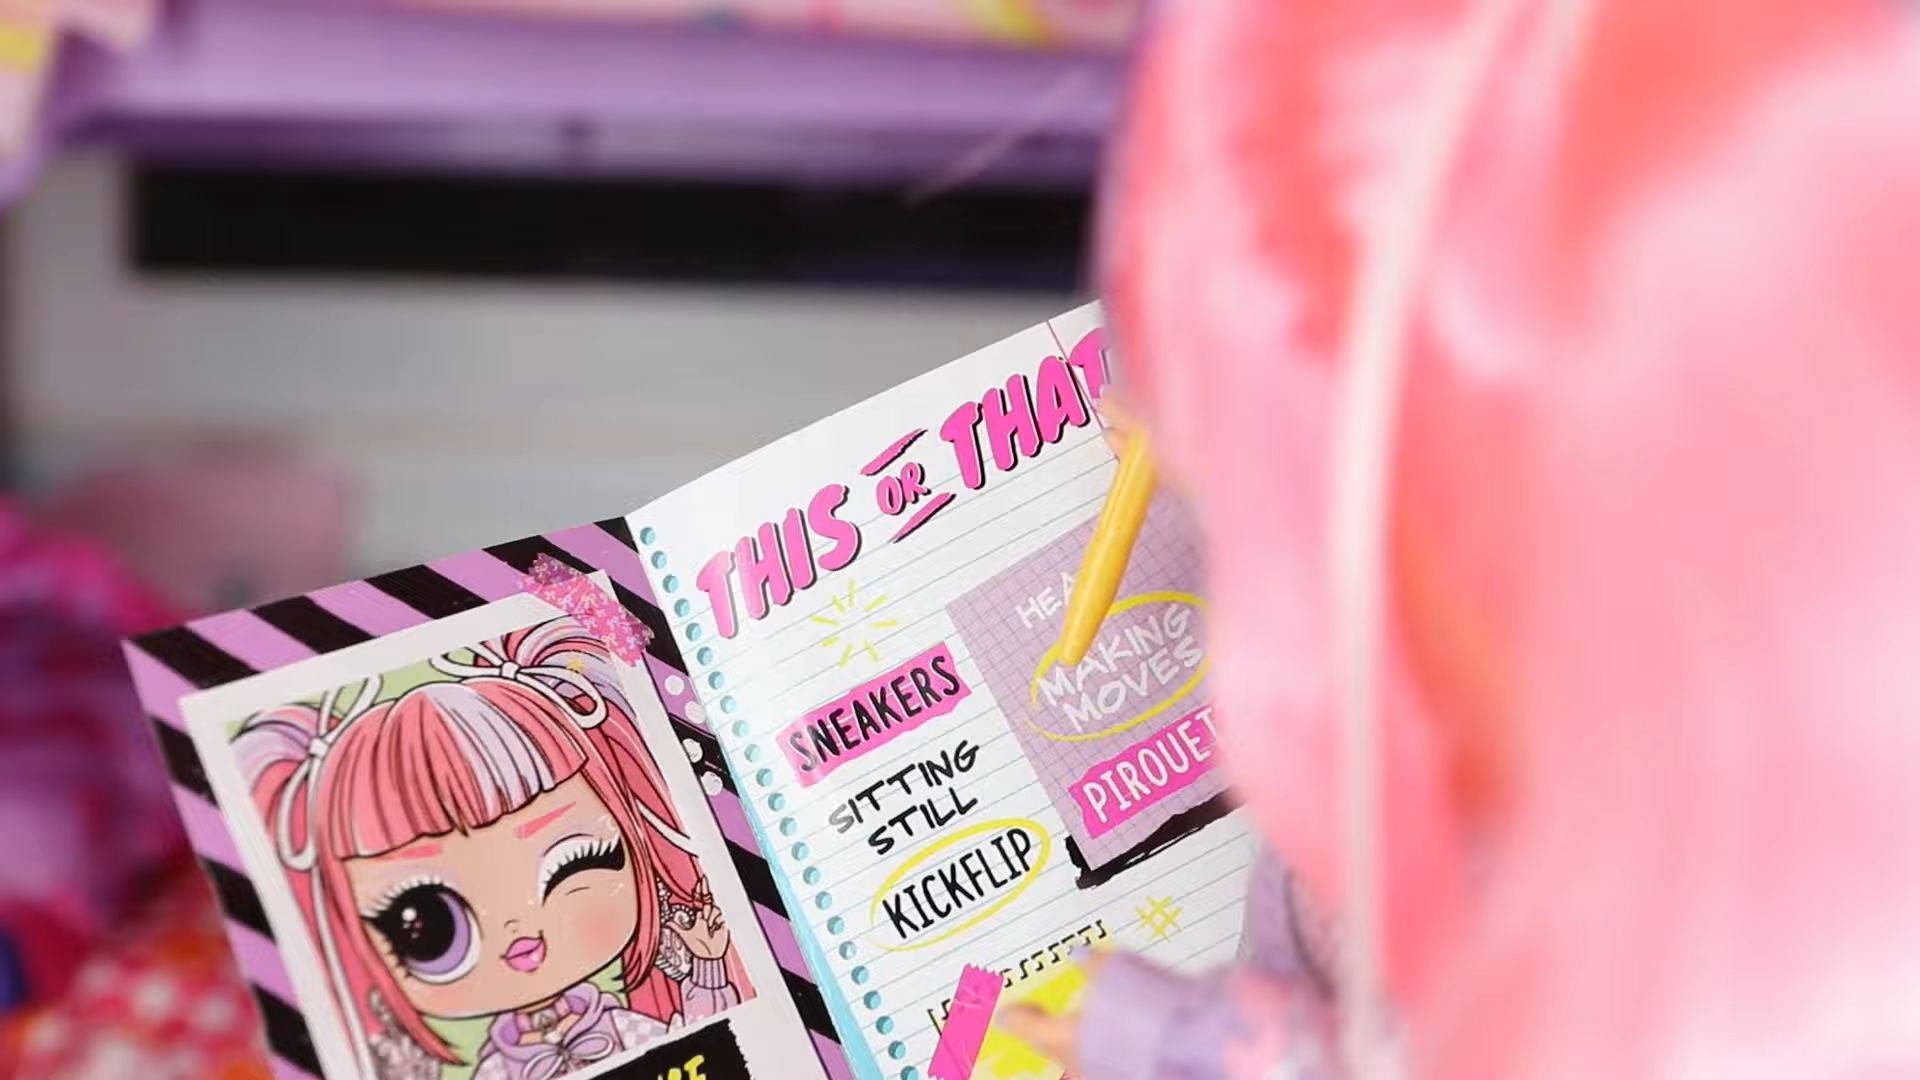 THIS OR THAT
SNEAKERS
SITTING
STILL
KICKFLIP
MAKING
MOVES